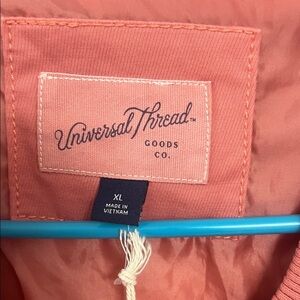 Universal Thread™
GOODS
CO.
XL
MADE IN
VIETNAM